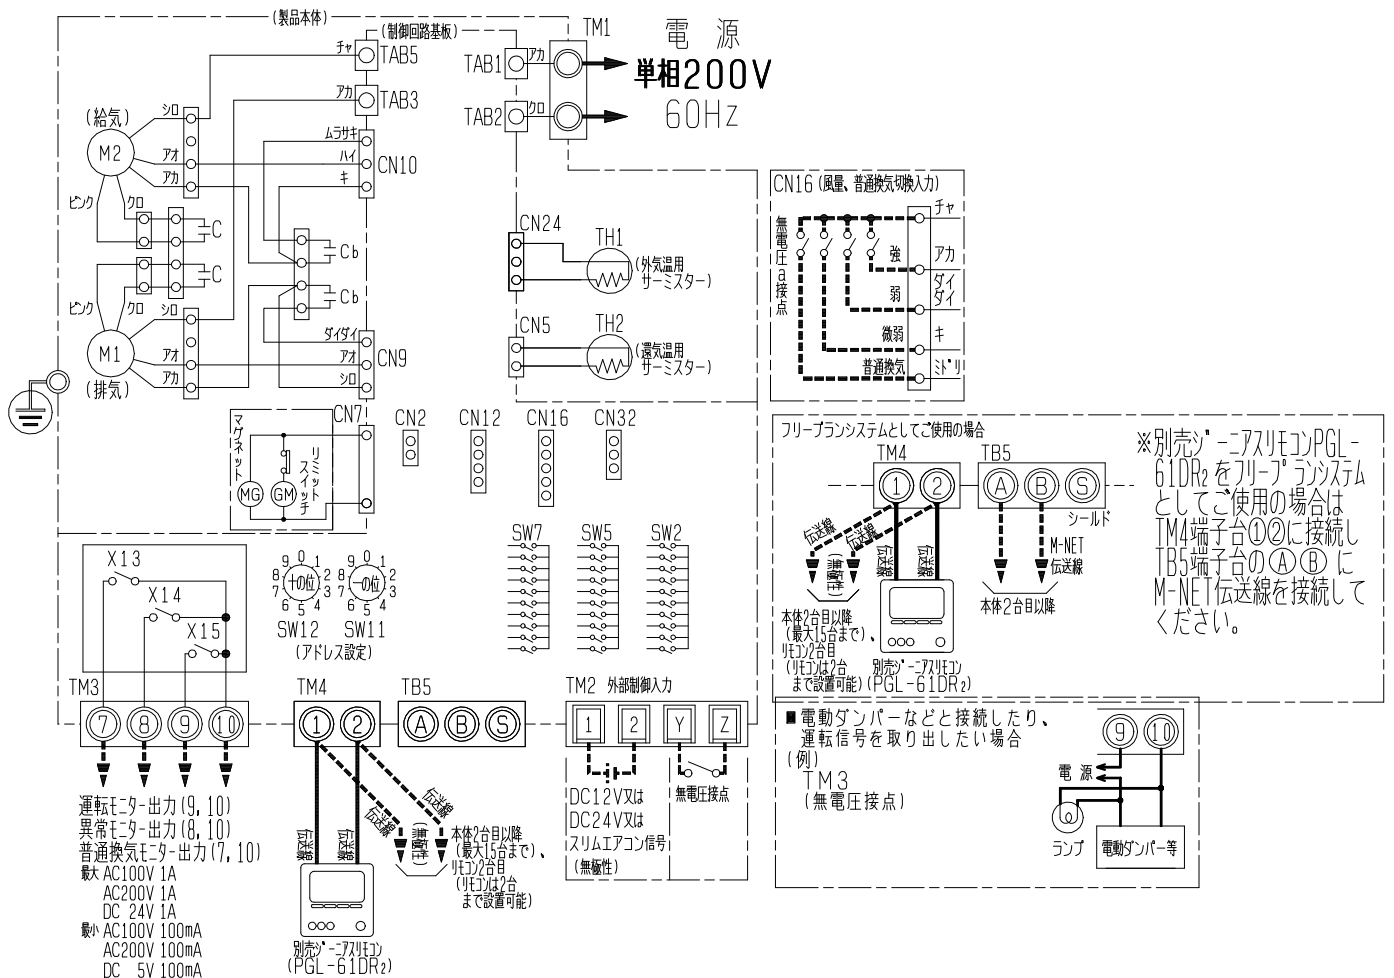 (製品本体)
(制御回路基板)
チャ
TAB5
アカ
TAB3
TAB1
アカ
TAB2
クロ
TM1
電源
単相200V
60Hz
(給気)
M2
シロ
アオ
アカ
ピンク
クロ
C
C
ムラサキ
ハイ
キ
CN10
Cb
Cb
ピンク
クロ
シロ
アオ
アカ
M1
(排気)
ダイダイ
アオ
シロ
CN9
CN24
TH1
(外気温用
サーミスター)
CN5
TH2
(還気温用
サーミスター)
CN16 (風量、普通換気切換入力)
無電圧a接点
チャ
強
アカ
弱
ダイダイ
微弱
キ
普通換気
ミドリ
CN7
マグネット
リミット
スイッチ
MG
GM
CN2
CN12
CN16
CN32
SW7
SW5
SW2
X13
X14
X15
0 1 2 3 4 5 6 7 8 9
十の位
SW12
0 1 2 3 4 5 6 7 8 9
一の位
SW11
(アドレス設定)
TM3
7 8 9 10
運転モニター出力(9,10)
異常モニター出力(8,10)
普通換気モニター出力(7,10)
最大 AC100V 1A
AC200V 1A
DC 24V 1A
最小 AC100V 100mA
AC200V 100mA
DC 5V 100mA
TM4
1 2
TB5
A B S
伝送線
伝送線
伝送線
伝送線
(無極性)
本体2台目以降
(最大15台まで)、
リモコン2台目
(リモコンは2台
まで設置可能)
別売ジーニアスリモコン
(PGL-61DR₂)
TM2 外部制御入力
1 2 Y Z
DC12V又は
DC24V又は
スリムエアコン信号
(無極性)
無電圧接点
フリープランシステムとしてご使用の場合
TM4
1 2
TB5
A B S
シールド
伝送線
伝送線
伝送線
伝送線
(無極性)
M-NET
伝送線
本体2台目以降
本体2台目以降
(最大15台まで)、
リモコン2台目
(リモコンは2台
まで設置可能)
別売ジーニアスリモコン
(PGL-61DR₂)
※別売ジーニアスリモコンPGL-
61DR₂をフリープランシステム
としてご使用の場合は
TM4端子台①②に接続し
TB5端子台のⒶⒷに
M-NET伝送線を接続して
ください。
■電動ダンパーなどと接続したり、
運転信号を取り出したい場合
(例)
TM3
(無電圧接点)
9 10
電源
ランプ
電動ダンパー等